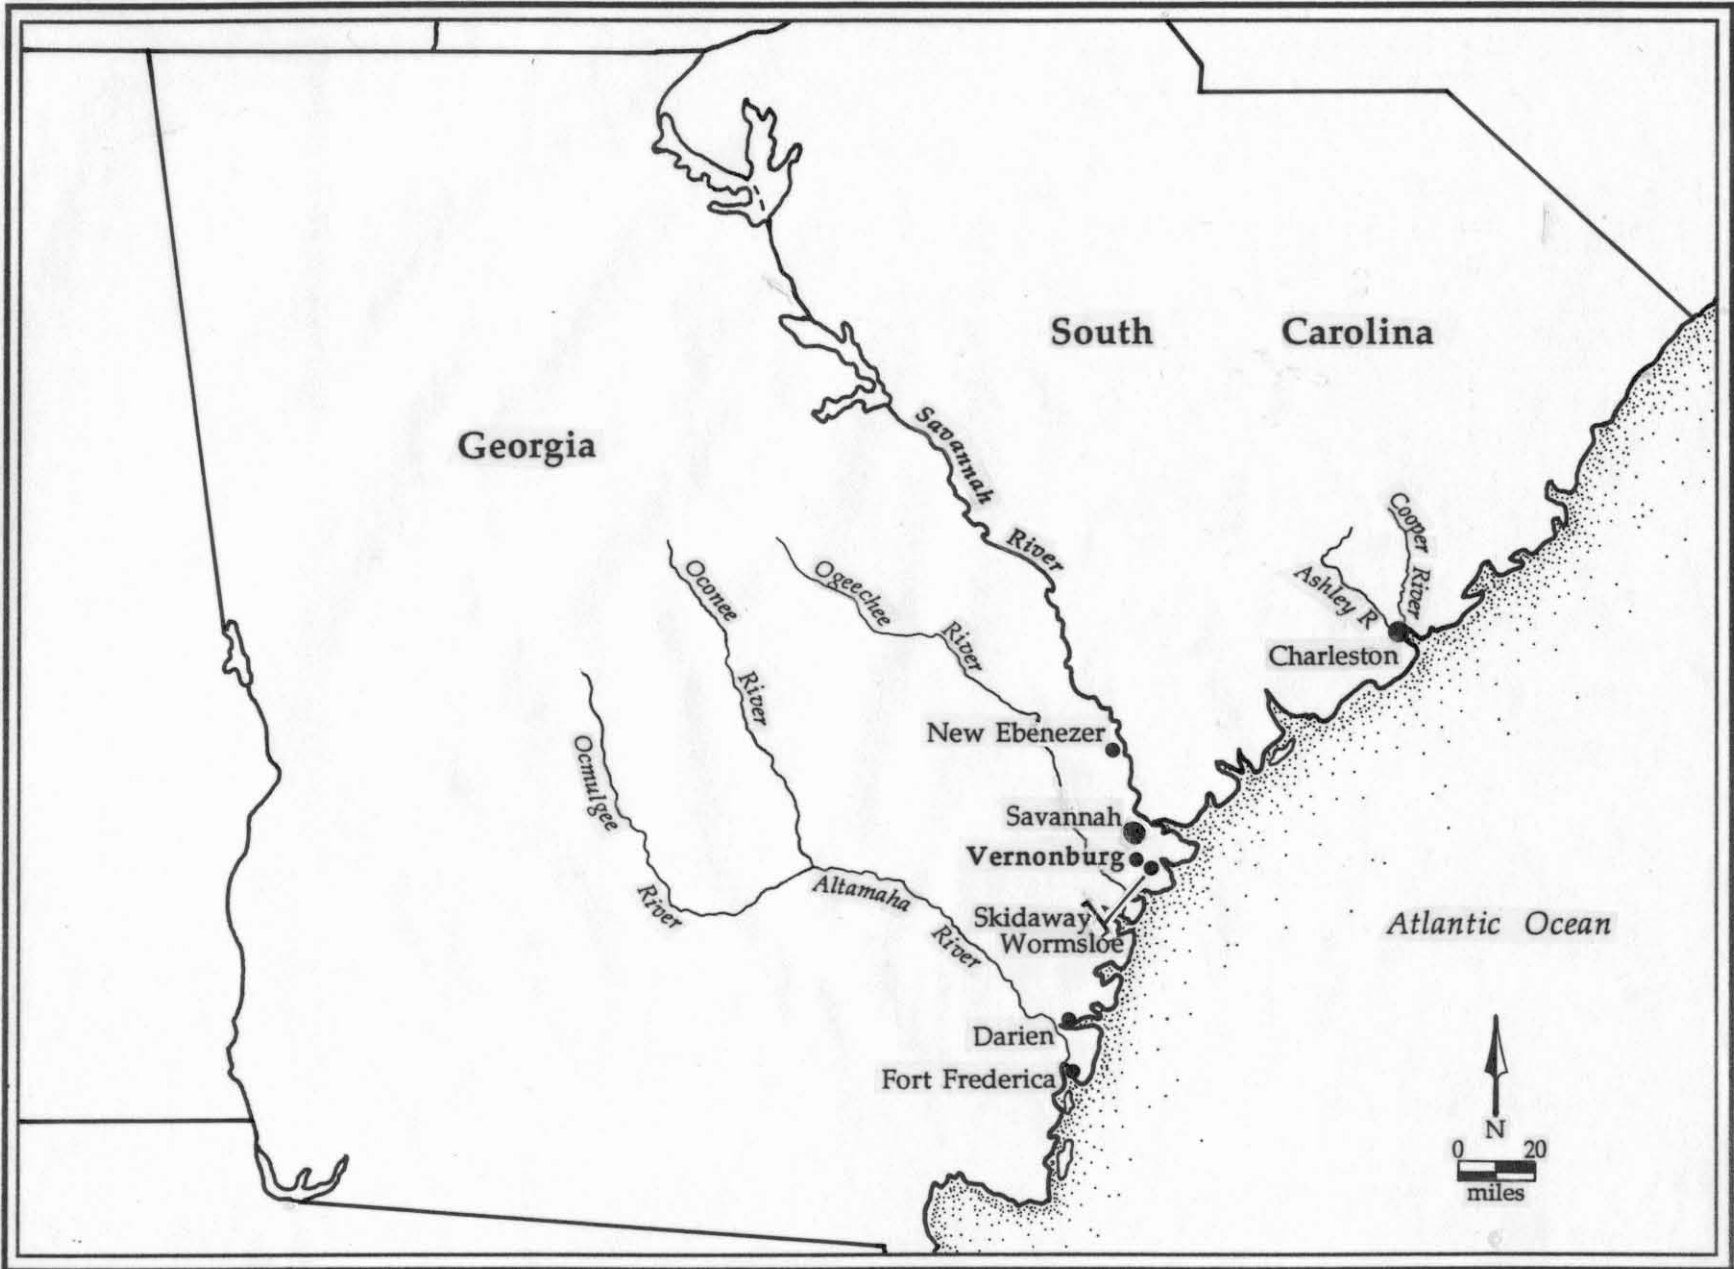 South Carolina
Georgia
Savannah River
Cooper River
Ashley R
Charleston
Oconee River
Ogeechee River
Ocmulgee River
New Ebenezer
Savannah
Vernonburg
Altamaha River
Skidaway
Wormsloe
Atlantic Ocean
Darien
Fort Frederica
N
0 20
miles